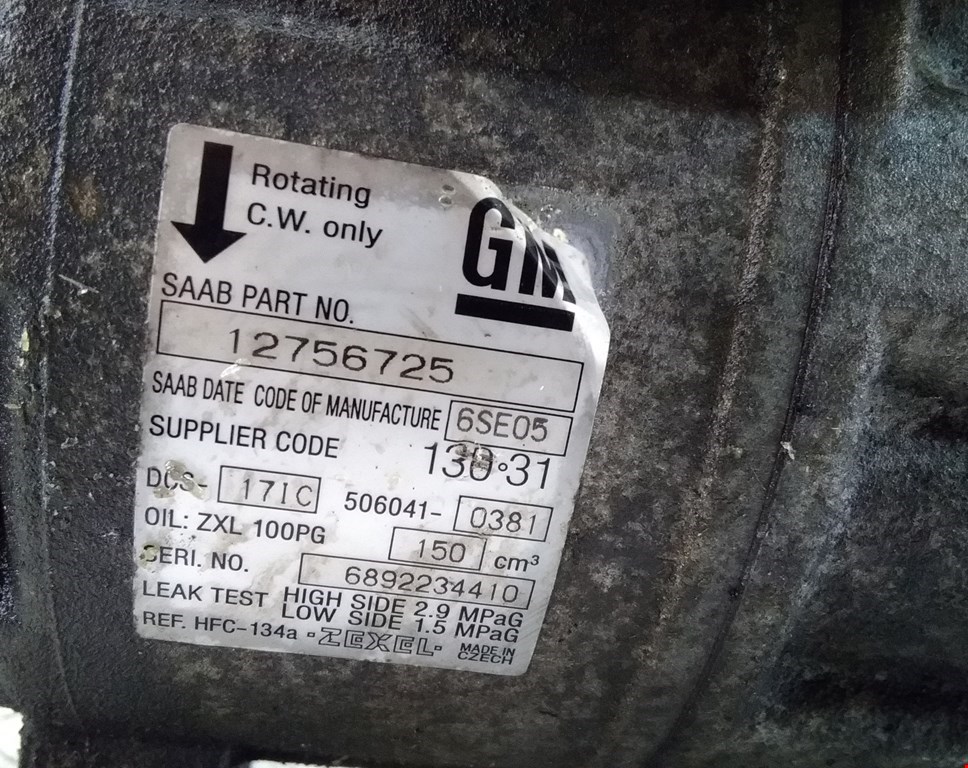 Rotating
C.W. only
GM
SAAB PART NO.
12756725
SAAB DATE CODE OF MANUFACTURE 6SE05
SUPPLIER CODE 130•31
DCS- 171C 506041- 0381
OIL: ZXL 100PG 150 cm³
SERI. NO. 6892234410
LEAK TEST HIGH SIDE 2.9 MPaG
LOW SIDE 1.5 MPaG
REF. HFC-134a •ZEXEL• MADE IN
CZECH